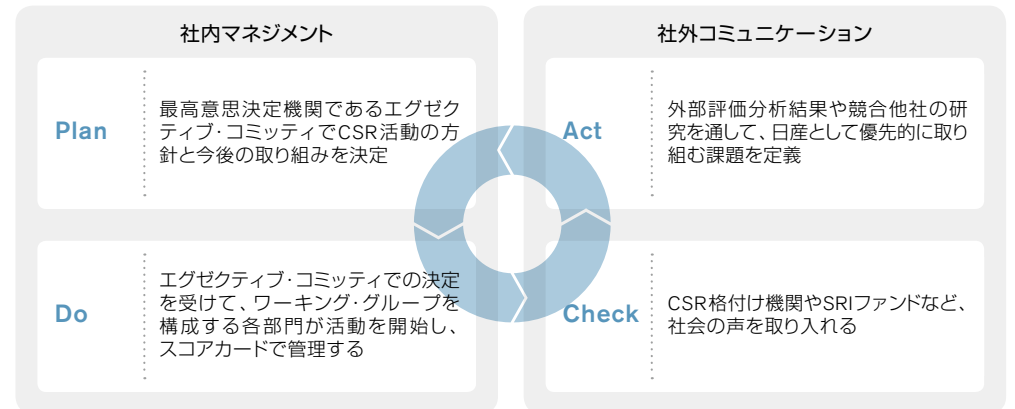 社内マネジメント
Plan
最高意思決定機関であるエグゼク
ティブ・コミッティでCSR活動の方
針と今後の取り組みを決定
Do
エグゼクティブ・コミッティでの決定
を受けて、ワーキング・グループを
構成する各部門が活動を開始し、
スコアカードで管理する
社外コミュニケーション
Act
外部評価分析結果や競合他社の研
究を通して、日産として優先的に取り
組む課題を定義
Check
CSR格付け機関やSRIファンドなど、
社会の声を取り入れる